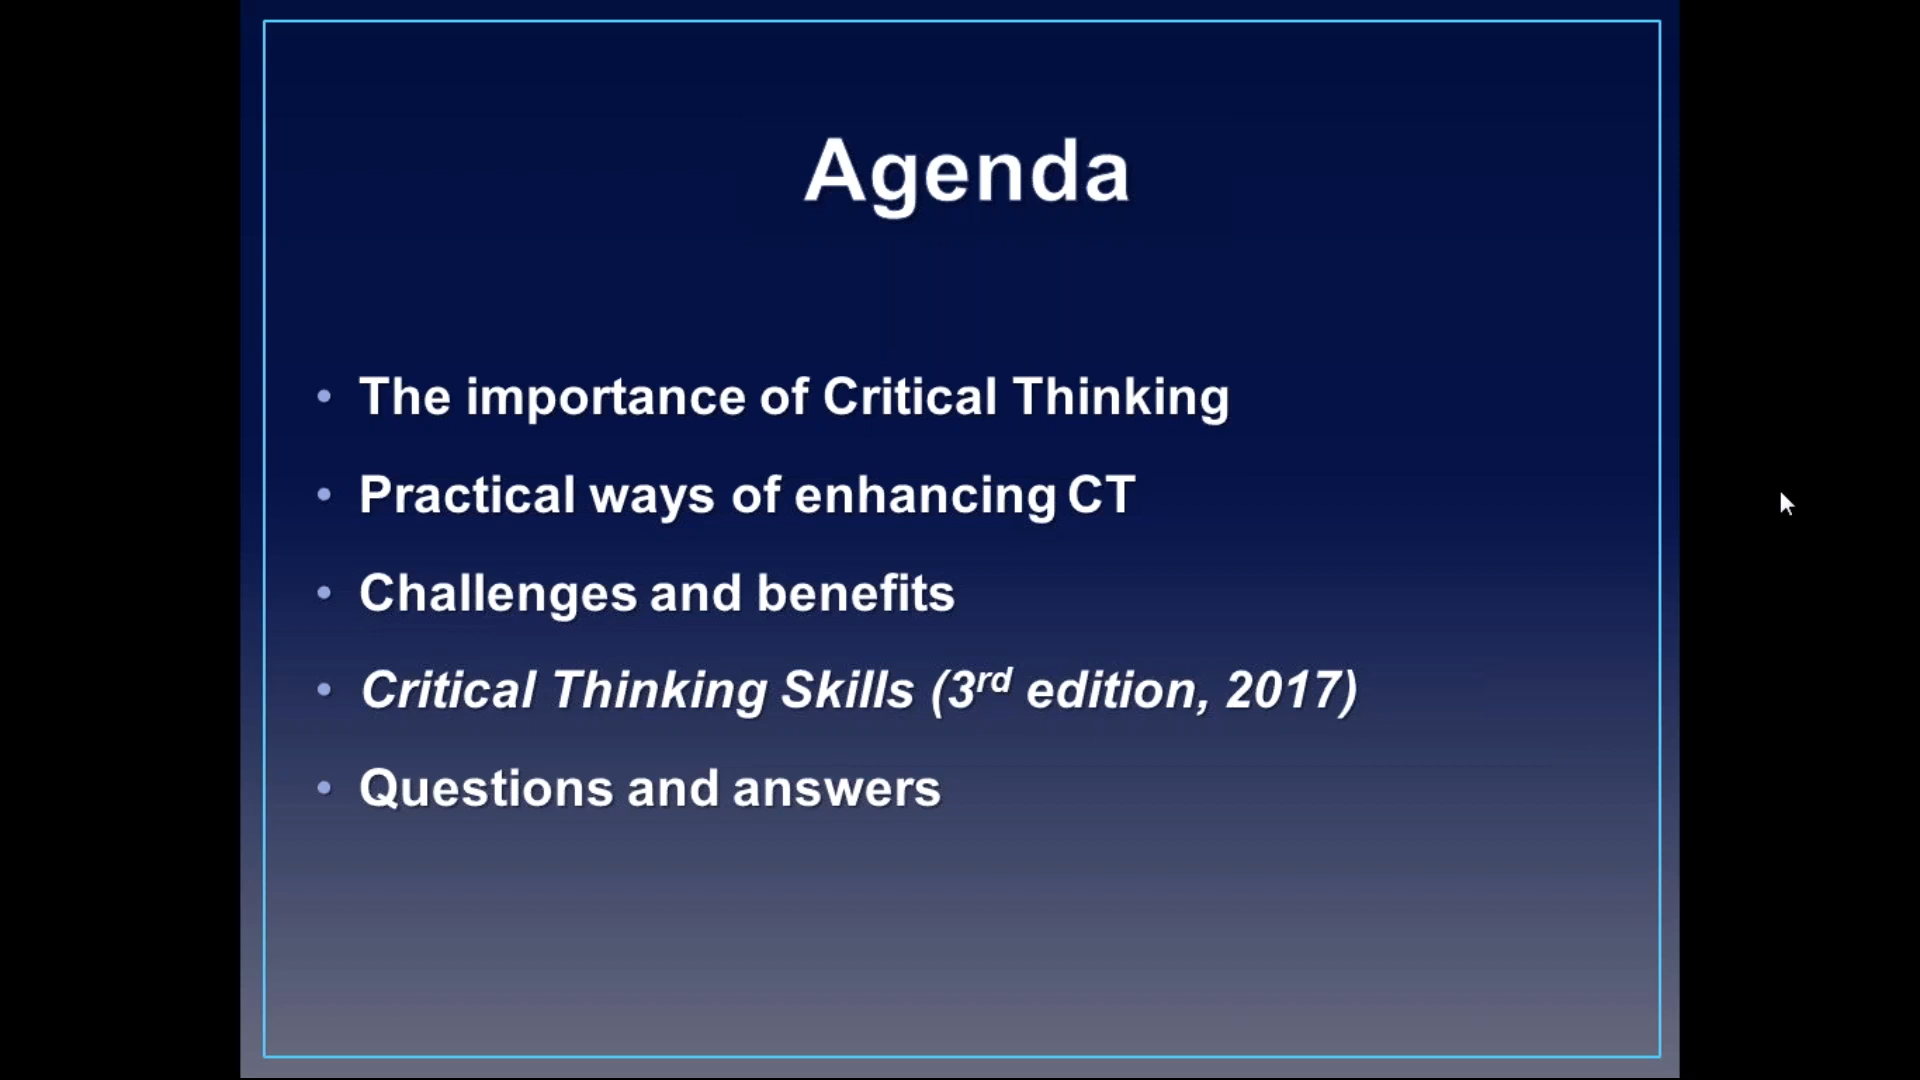 Agenda
• The importance of Critical Thinking
• Practical ways of enhancing CT
• Challenges and benefits
• Critical Thinking Skills (3rd edition, 2017)
• Questions and answers